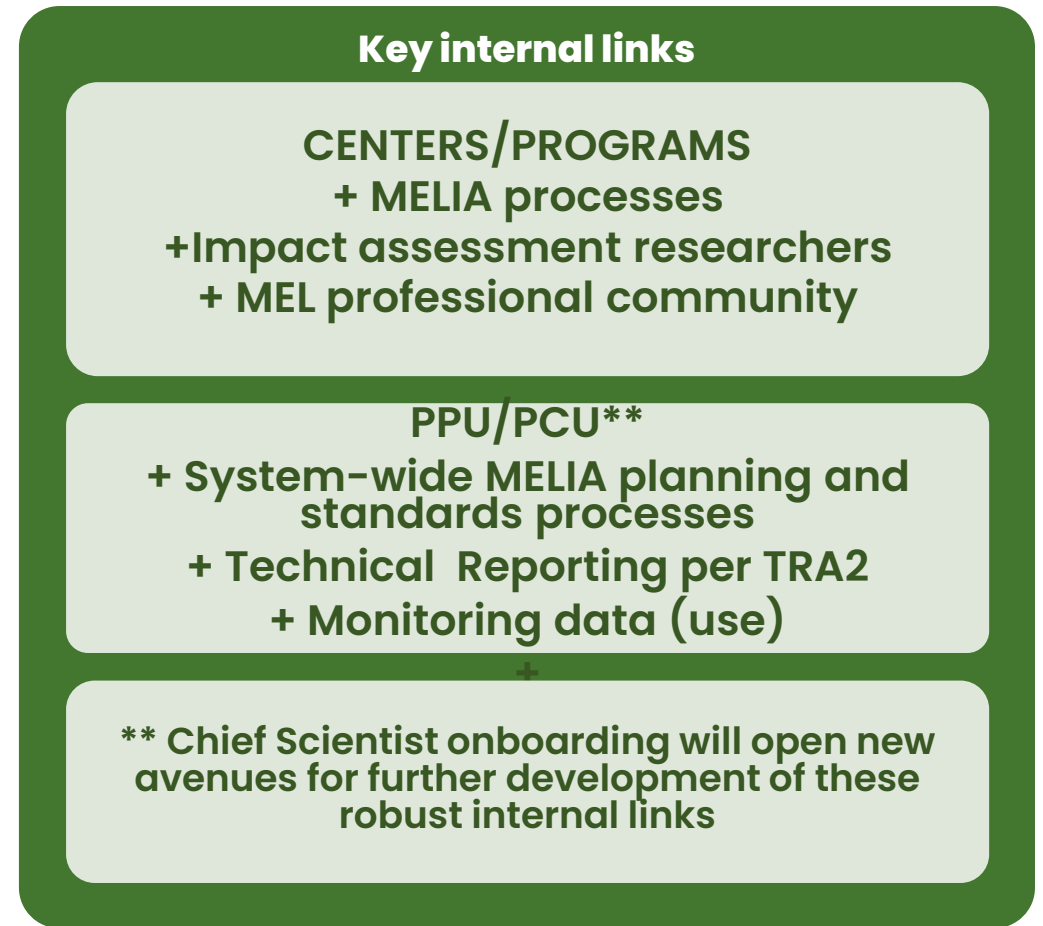 Key internal links
CENTERS/PROGRAMS
+ MELIA processes
+Impact assessment researchers
+ MEL professional community
PPU/PCU**
+ System-wide MELIA planning and
standards processes
+ Technical  Reporting per TRA2
+ Monitoring data (use)
+
** Chief Scientist onboarding will open new
avenues for further development of these
robust internal links